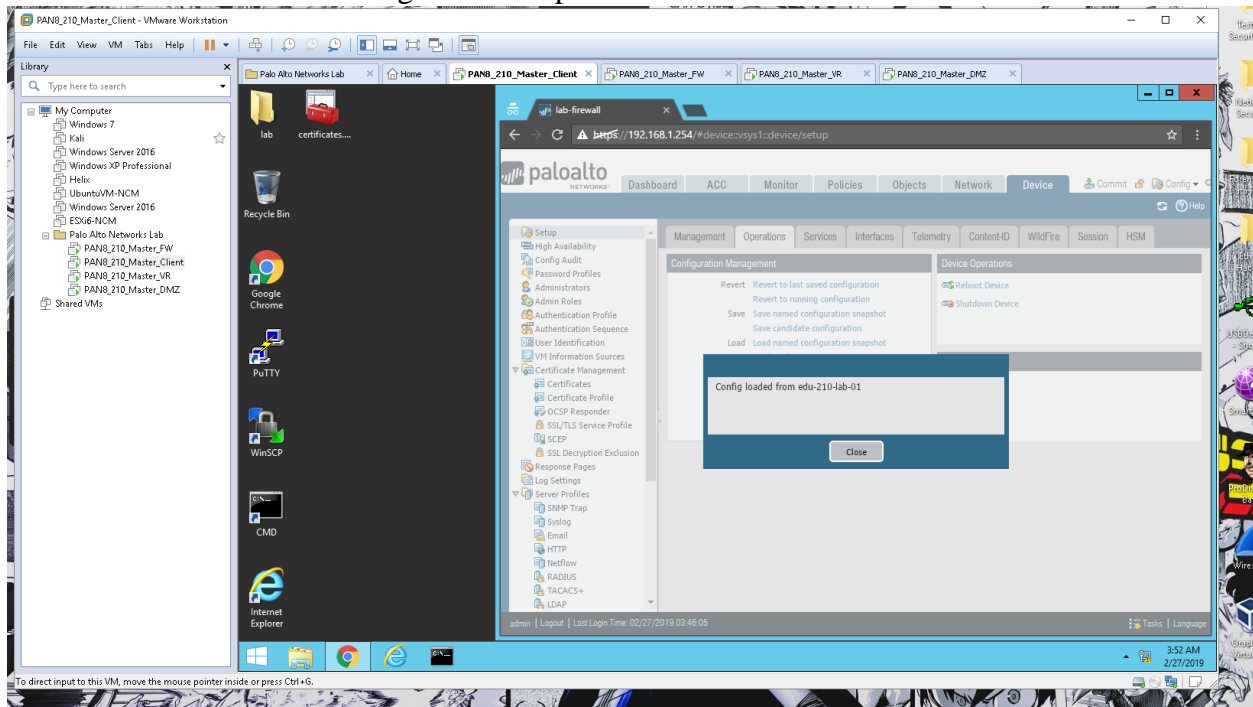 PAN8_210_Master_Client - VMware Workstation
File Edit View VM Tabs Help
Library
Type here to search
My Computer
Windows 7
Kali
Windows Server 2016
Windows XP Professional
Helix
UbuntuVM-NCM
Windows Server 2016
ESXi6-NCM
Palo Alto Networks Lab
PAN8_210_Master_FW
PAN8_210_Master_Client
PAN8_210_Master_VR
PAN8_210_Master_DMZ
Shared VMs
Palo Alto Networks Lab Home PAN8_210_Master_Client PAN8_210_Master_FW PAN8_210_Master_VR PAN8_210_Master_DMZ
lab
certificates....
Recycle Bin
Google
Chrome
PuTTY
WinSCP
CMD
Internet
Explorer
lab-firewall
https://192.168.1.254/#device::vsys1::device/setup
paloalto
NETWORKS
Dashboard ACC Monitor Policies Objects Network Device Commit Config
Help
Setup
High Availability
Config Audit
Password Profiles
Administrators
Admin Roles
Authentication Profile
Authentication Sequence
User Identification
VM Information Sources
Certificate Management
Certificates
Certificate Profile
OCSP Responder
SSL/TLS Service Profile
SCEP
SSL Decryption Exclusion
Response Pages
Log Settings
Server Profiles
SNMP Trap
Syslog
Email
HTTP
Netflow
RADIUS
TACACS+
LDAP
Management Operations Services Interfaces Telemetry Content-ID WildFire Session HSM
Configuration Management
Revert Revert to last saved configuration
Revert to running configuration
Save Save named configuration snapshot
Save candidate configuration
Load Load named configuration snapshot
Device Operations
Reboot Device
Shutdown Device
Config loaded from edu-210-lab-01
Close
admin | Logout | Last Login Time: 02/27/2019 03:46:05
Tasks | Language
3:52 AM
2/27/2019
To direct input to this VM, move the mouse pointer inside or press Ctrl+G.